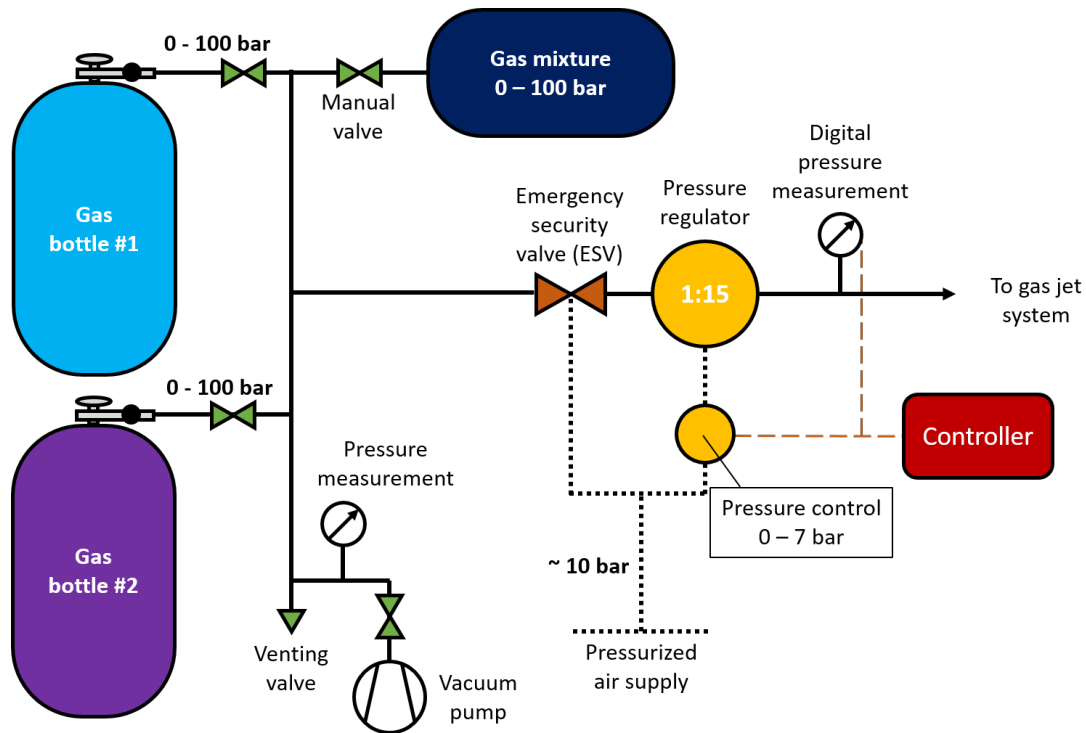 0 - 100 bar
Gas mixture
0 – 100 bar
Manual
valve
Gas
bottle #1
Digital
pressure
measurement
Emergency
security
valve (ESV)
Pressure
regulator
1:15
To gas jet
system
0 - 100 bar
Controller
Pressure
measurement
Pressure control
0 – 7 bar
Gas
bottle #2
~ 10 bar
Venting
valve
Vacuum
pump
Pressurized
air supply